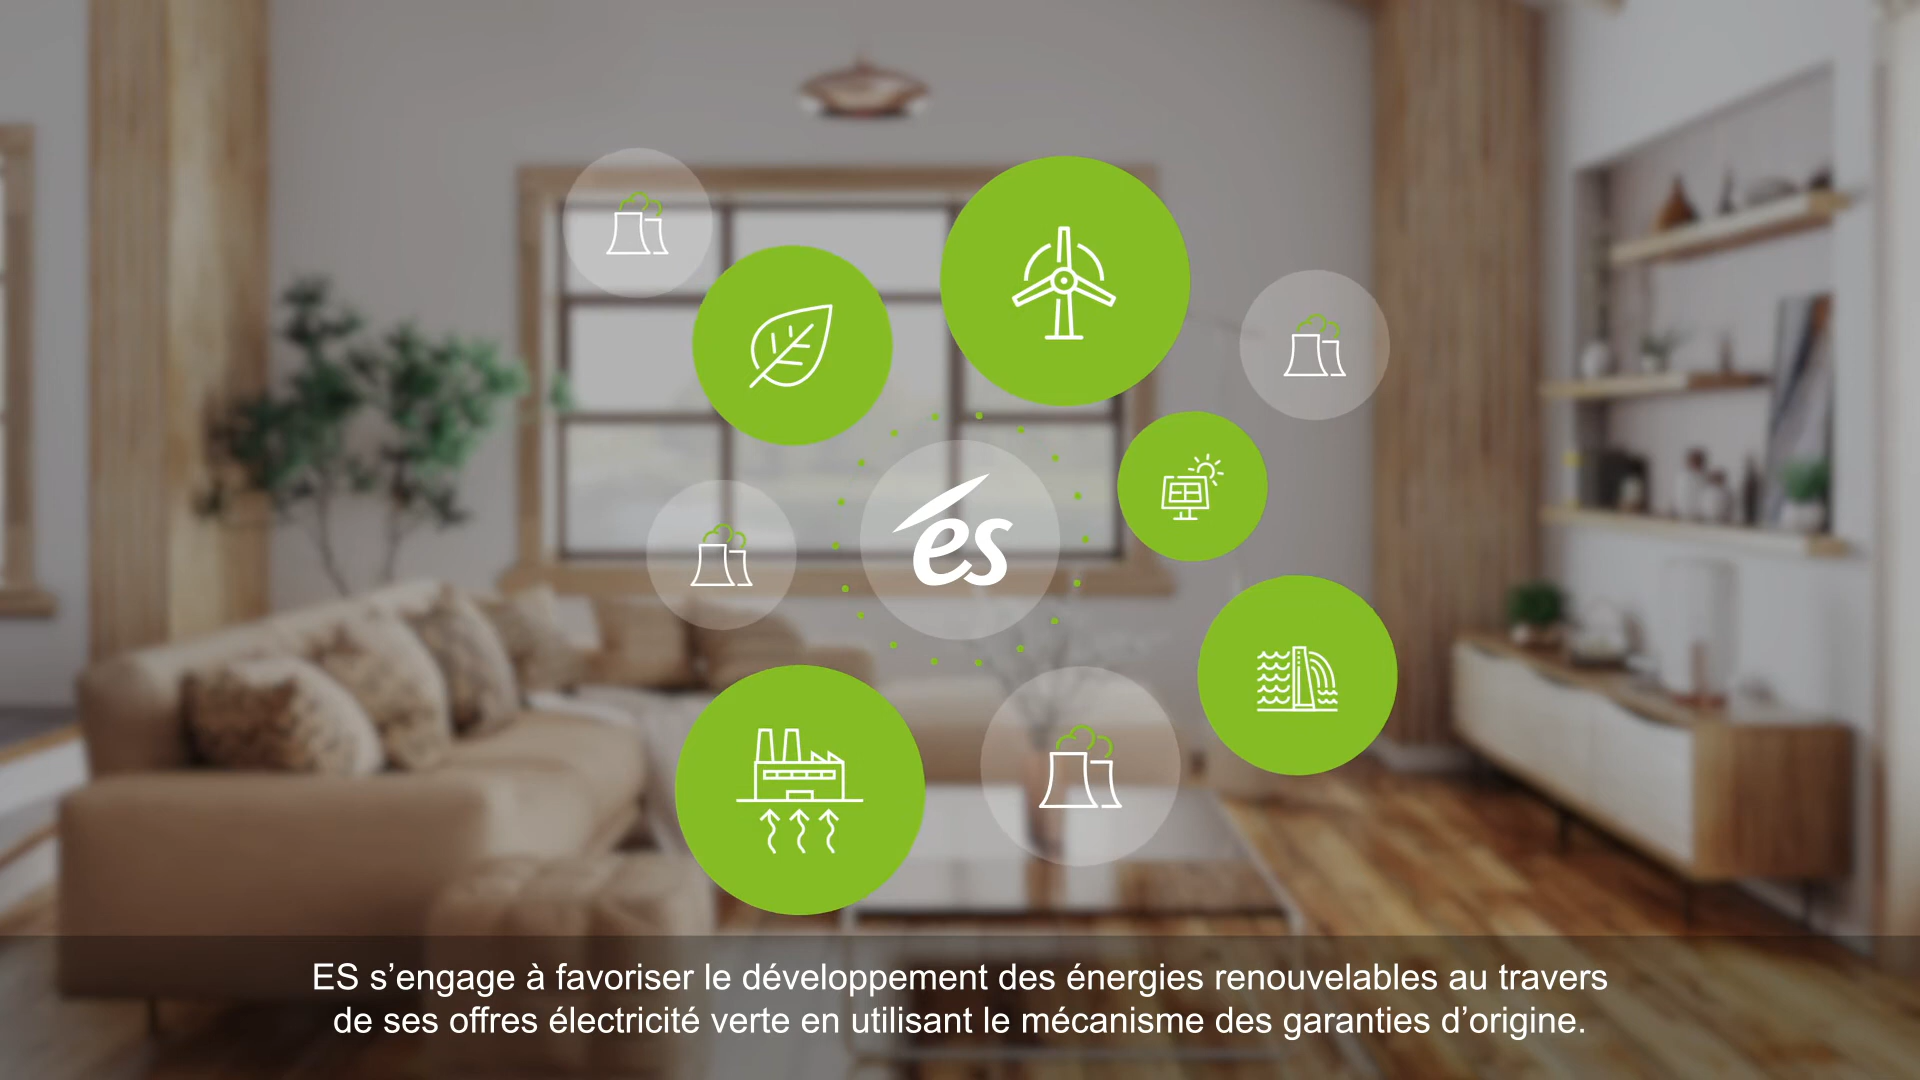 és
ES s’engage à favoriser le développement des énergies renouvelables au travers
de ses offres électricité verte en utilisant le mécanisme des garanties d’origine.